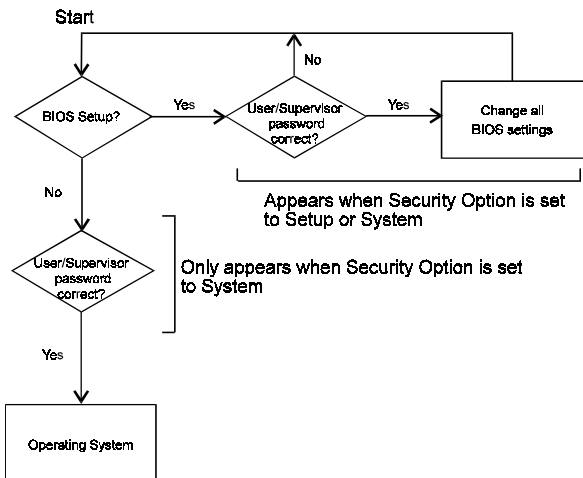 Start
No
BIOS Setup?
Yes
User/Supervisor
password
correct?
Yes
Change all
BIOS settings
No
Appears when Security Option is set
to Setup or System
User/Supervisor
password
correct?
Only appears when Security Option is set
to System
Yes
Operating System